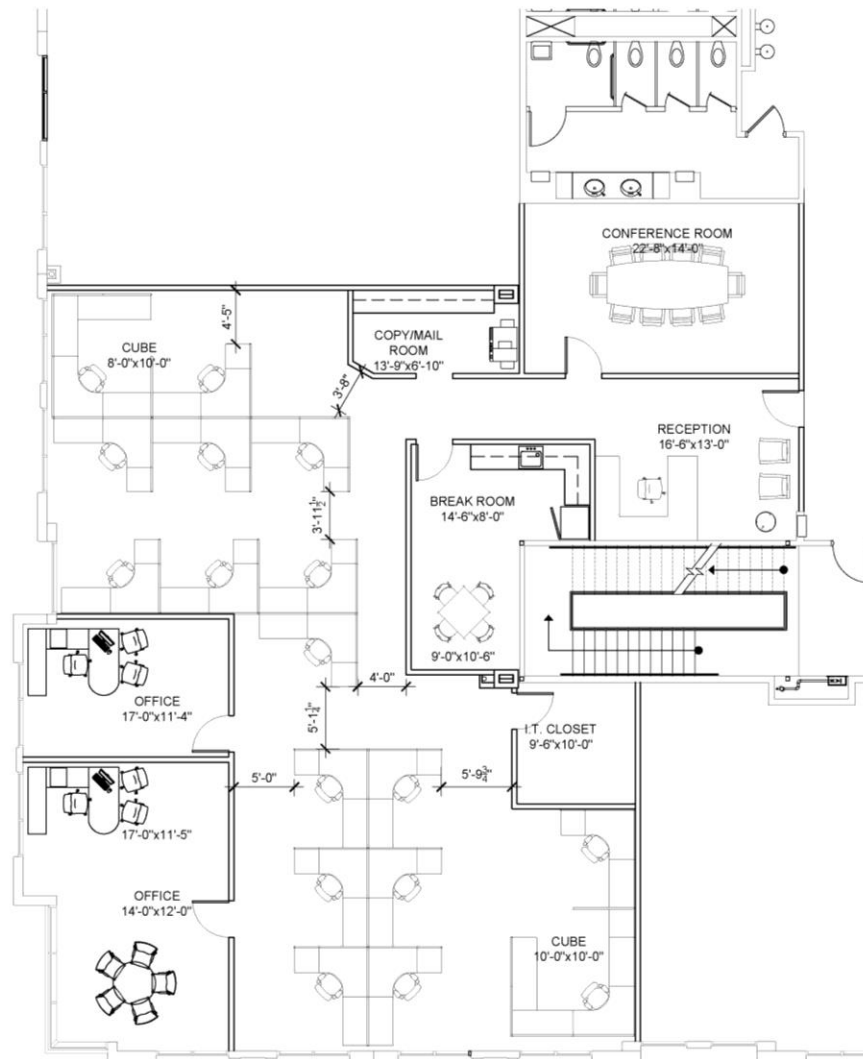 CONFERENCE ROOM
22'-8"x14'-0"
4'-5"
CUBE
8'-0"x10'-0"
COPY/MAIL
ROOM
13'-9"x6'-10"
3'-8"
RECEPTION
16'-6"x13'-0"
BREAK ROOM
14'-6"x8'-0"
3'-11½"
9'-0"x10'-6"
4'-0"
OFFICE
17'-0"x11'-4"
5'-1¼"
I.T. CLOSET
9'-6"x10'-0"
5'-0"
5'-9¾"
17'-0"x11'-5"
OFFICE
14'-0"x12'-0"
CUBE
10'-0"x10'-0"